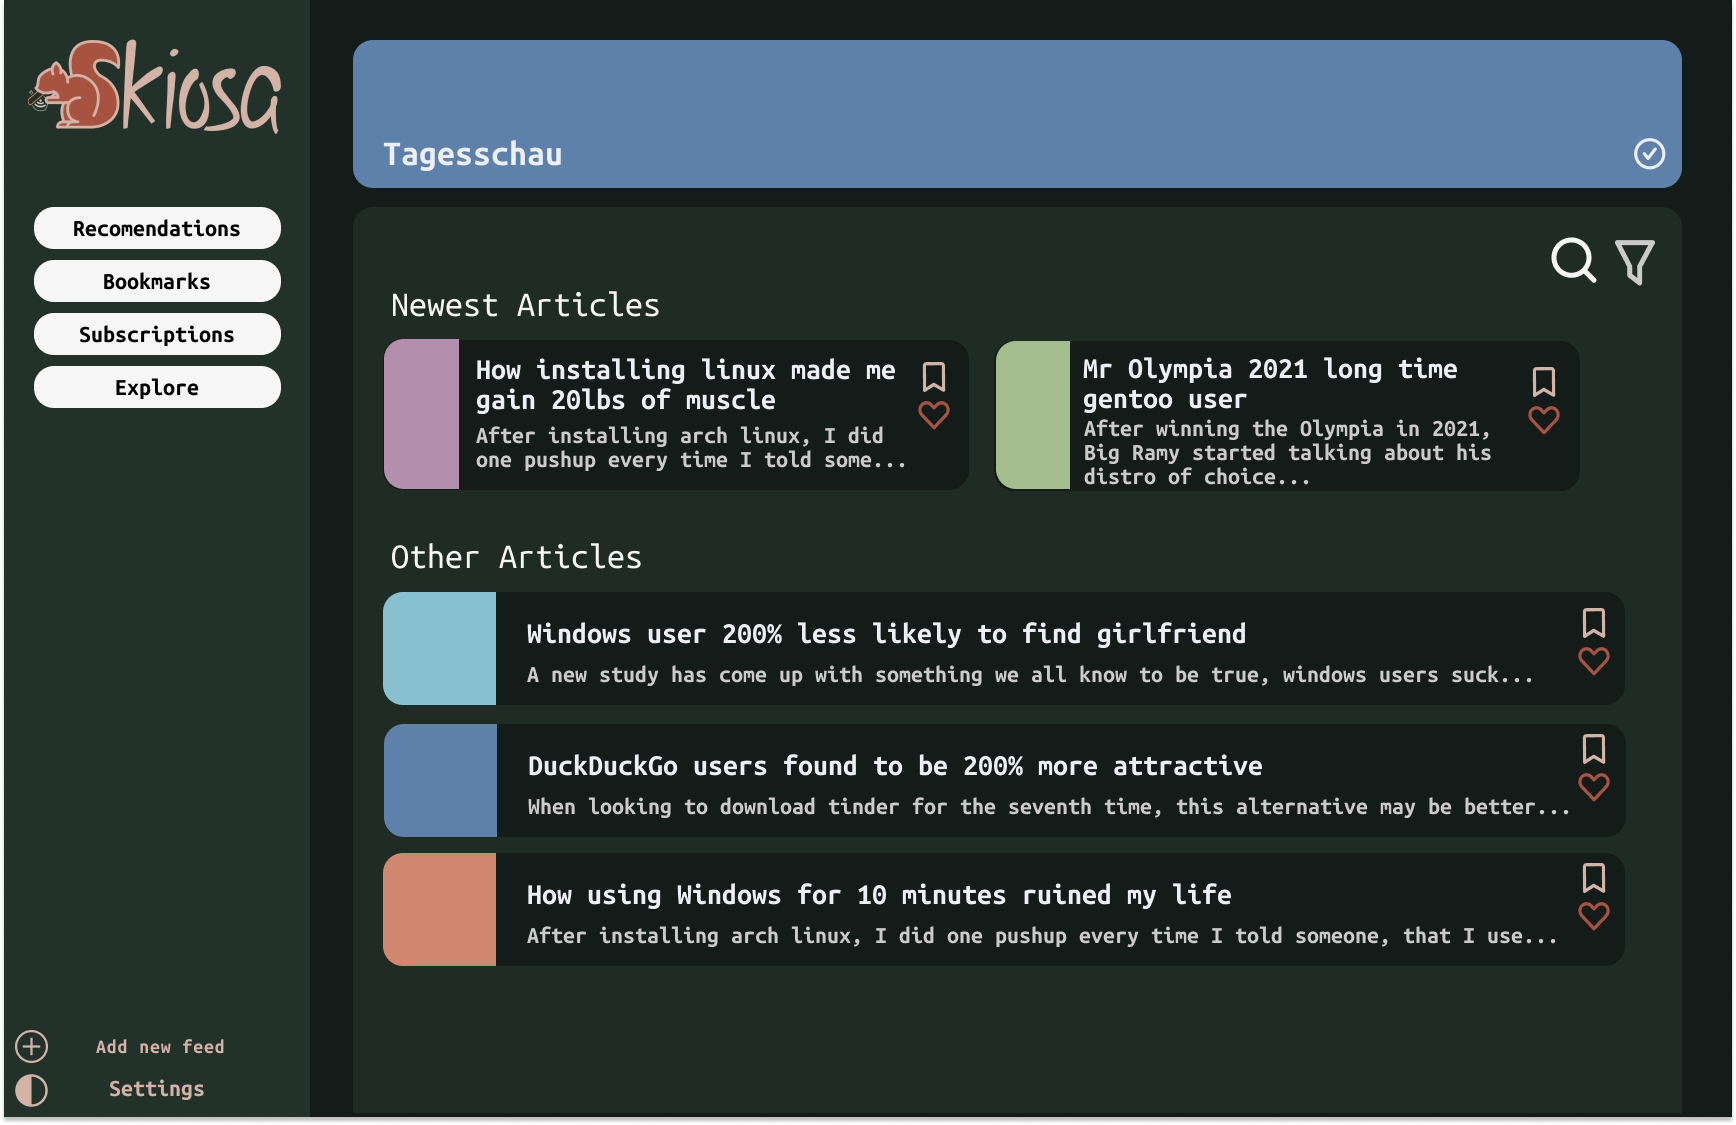 Skiosa
Recomendations
Bookmarks
Subscriptions
Explore
Add new feed
Settings
Tagesschau
Newest Articles
How installing linux made me
gain 20lbs of muscle
After installing arch linux, I did
one pushup every time I told some...
Mr Olympia 2021 long time
gentoo user
After winning the Olympia in 2021,
Big Ramy started talking about his
distro of choice...
Other Articles
Windows user 200% less likely to find girlfriend
A new study has come up with something we all know to be true, windows users suck...
DuckDuckGo users found to be 200% more attractive
When looking to download tinder for the seventh time, this alternative may be better...
How using Windows for 10 minutes ruined my life
After installing arch linux, I did one pushup every time I told someone, that I use...